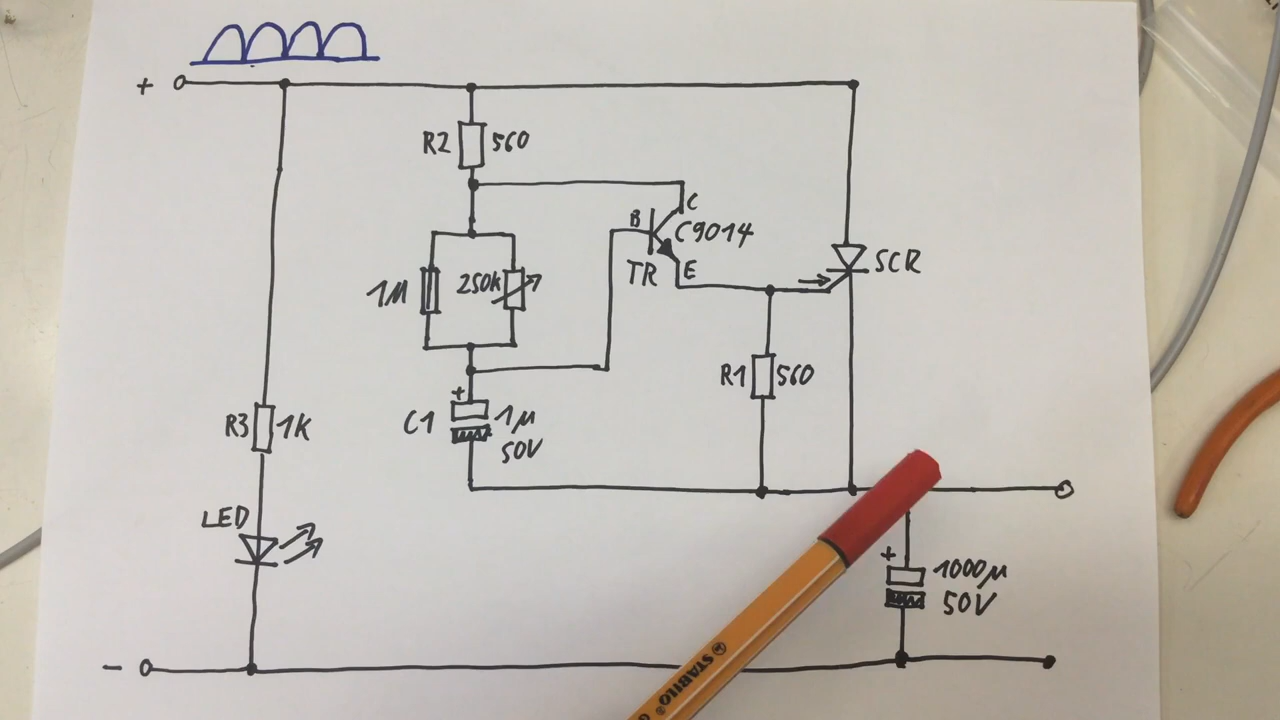 +
R2 560
C
B
C9014
TR E
SCR
1M 250K
R1 560
+
C1 1μ
50V
R3 1K
LED
+
1000μ
50V
-
STABILO